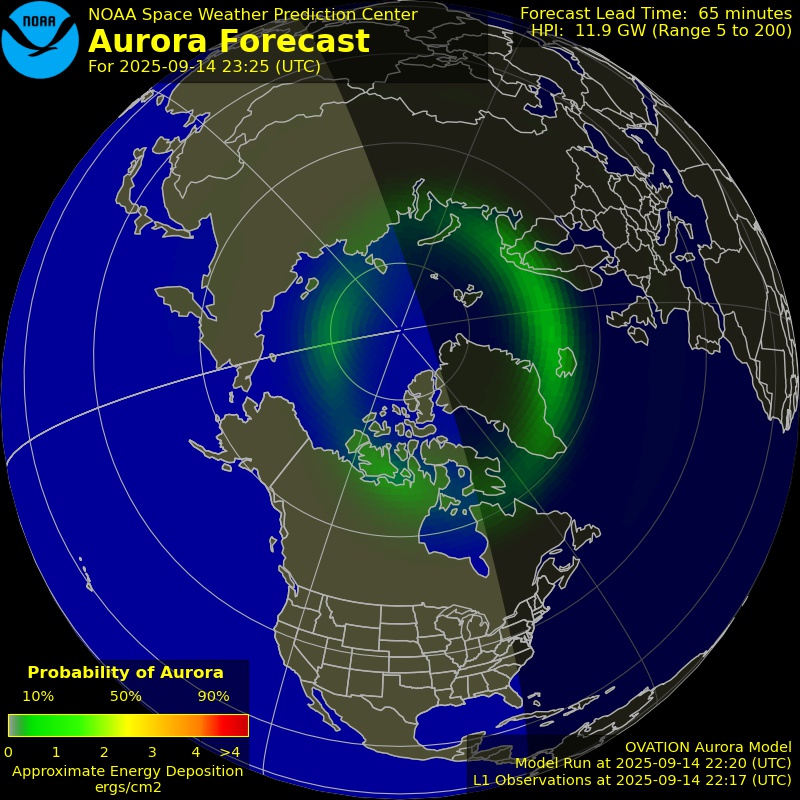 NOAA
NOAA Space Weather Prediction Center
Aurora Forecast
For 2025-09-14 23:25 (UTC)
Forecast Lead Time: 65 minutes
HPI: 11.9 GW (Range 5 to 200)
Probability of Aurora
10% 50% 90%
0 1 2 3 4 >4
Approximate Energy Deposition
ergs/cm2
OVATION Aurora Model
Model Run at 2025-09-14 22:20 (UTC)
L1 Observations at 2025-09-14 22:17 (UTC)